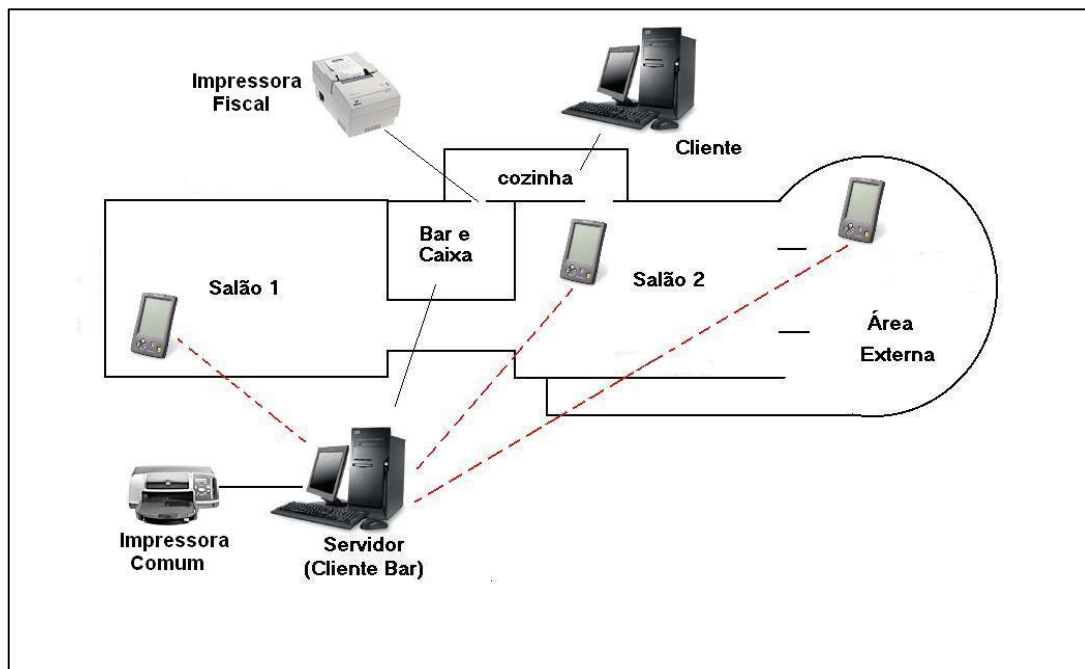 Impressora
Fiscal
Cliente
cozinha
Bar e
Caixa
Salão 1
Salão 2
Área
Externa
Impressora
Comum
Servidor
(Cliente Bar)